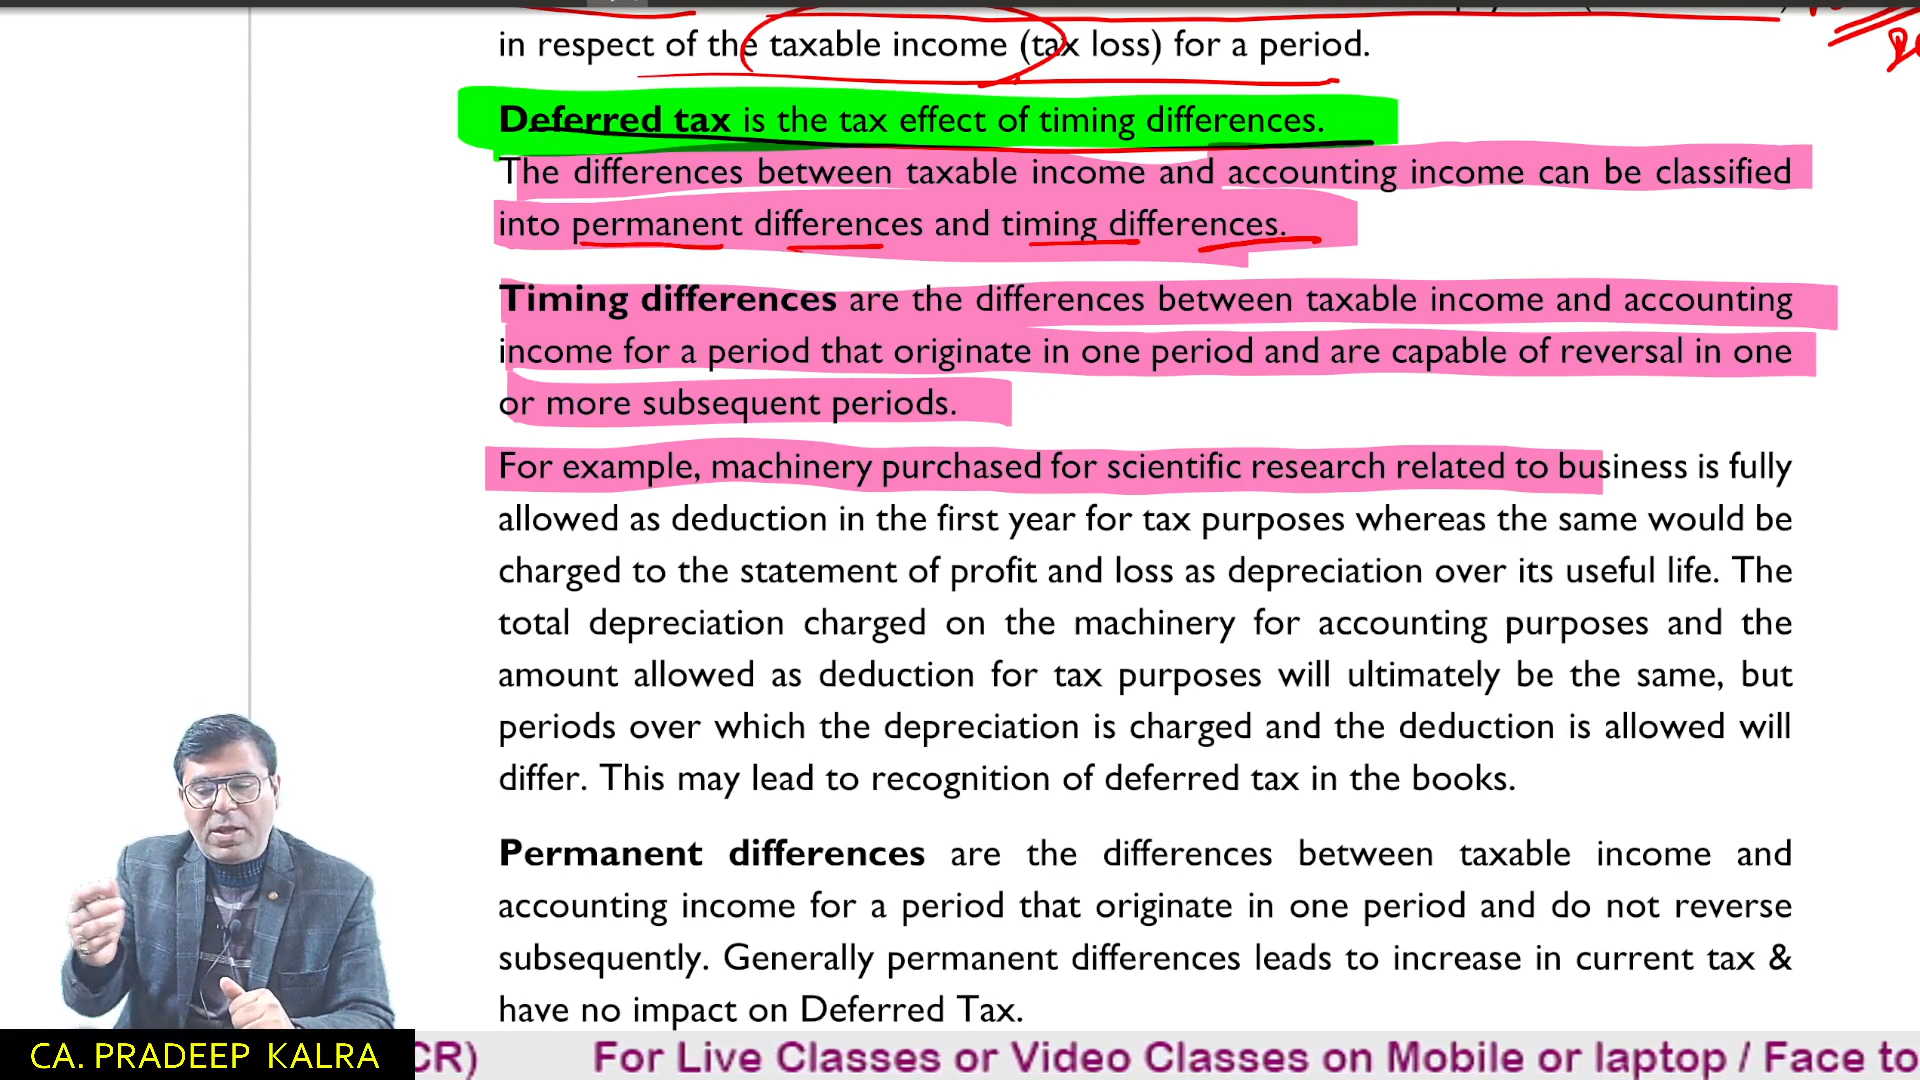 in respect of the taxable income (tax loss) for a period.
Deferred tax is the tax effect of timing differences.
The differences between taxable income and accounting income can be classified
into permanent differences and timing differences.
Timing differences are the differences between taxable income and accounting
income for a period that originate in one period and are capable of reversal in one
or more subsequent periods.
For example, machinery purchased for scientific research related to business is fully
allowed as deduction in the first year for tax purposes whereas the same would be
charged to the statement of profit and loss as depreciation over its useful life. The
total depreciation charged on the machinery for accounting purposes and the
amount allowed as deduction for tax purposes will ultimately be the same, but
periods over which the depreciation is charged and the deduction is allowed will
differ. This may lead to recognition of deferred tax in the books.
Permanent differences are the differences between taxable income and
accounting income for a period that originate in one period and do not reverse
subsequently. Generally permanent differences leads to increase in current tax &
have no impact on Deferred Tax.
CA. PRADEEP KALRA
CR) For Live Classes or Video Classes on Mobile or laptop / Face to